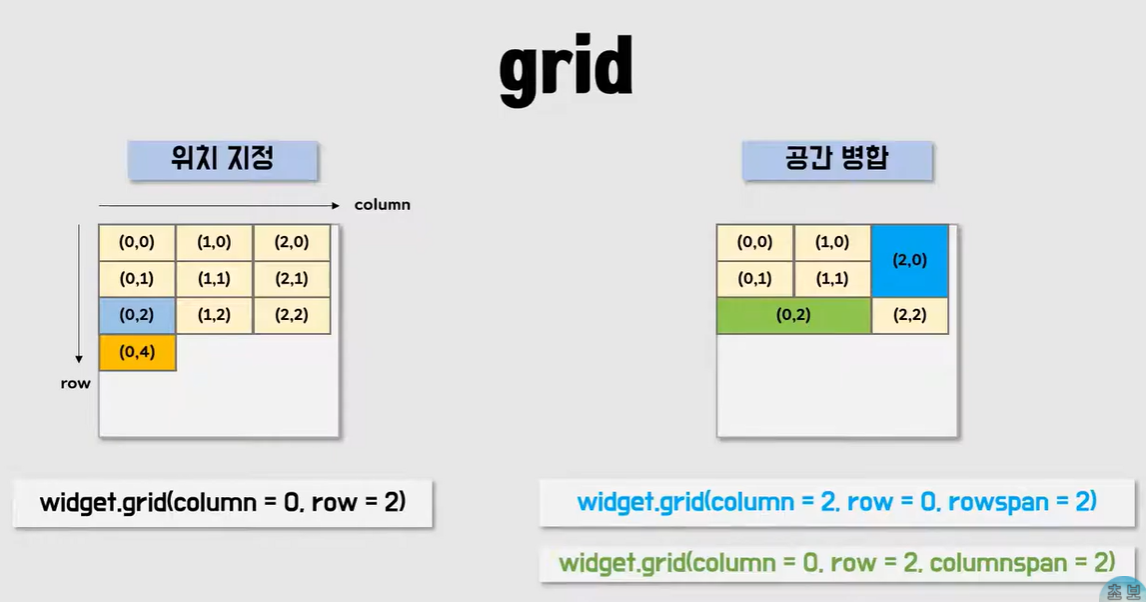 grid
위치 지정
column
(0,0) (1,0) (2,0)
(0,1) (1,1) (2,1)
(0,2) (1,2) (2,2)
(0,4)
row
widget.grid(column = 0, row = 2)
공간 병합
(0,0) (1,0) (2,0)
(0,1) (1,1)
(0,2) (2,2)
widget.grid(column = 2, row = 0, rowspan = 2)
widget.grid(column = 0, row = 2, columnspan = 2)
초보